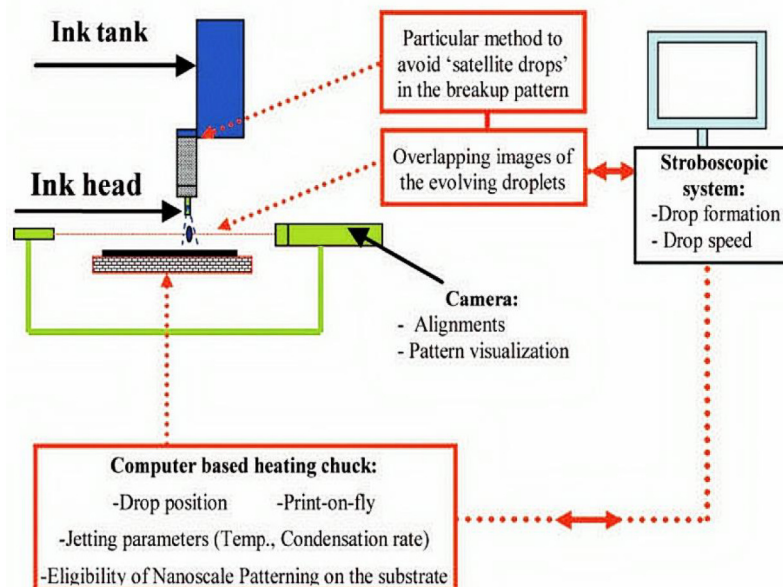 Ink tank
Particular method to
avoid ‘satellite drops’
in the breakup pattern
Overlapping images of
the evolving droplets
Ink head
Stroboscopic
system:
-Drop formation
- Drop speed
Camera:
- Alignments
- Pattern visualization
Computer based heating chuck:
-Drop position -Print-on-fly
-Jetting parameters (Temp., Condensation rate)
-Eligibility of Nanoscale Patterning on the substrate